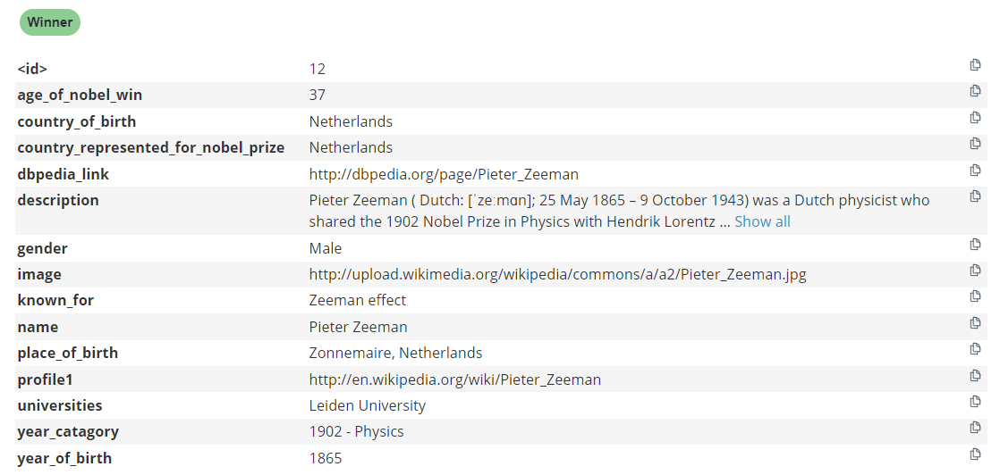 Winner
<id> 12
age_of_nobel_win 37
country_of_birth Netherlands
country_represented_for_nobel_prize Netherlands
dbpedia_link http://dbpedia.org/page/Pieter_Zeeman
description Pieter Zeeman ( Dutch: [ˈzeːmɑn]; 25 May 1865 – 9 October 1943) was a Dutch physicist who
shared the 1902 Nobel Prize in Physics with Hendrik Lorentz ... Show all
gender Male
image http://upload.wikimedia.org/wikipedia/commons/a/a2/Pieter_Zeeman.jpg
known_for Zeeman effect
name Pieter Zeeman
place_of_birth Zonnemaire, Netherlands
profile1 http://en.wikipedia.org/wiki/Pieter_Zeeman
universities Leiden University
year_catagory 1902 - Physics
year_of_birth 1865